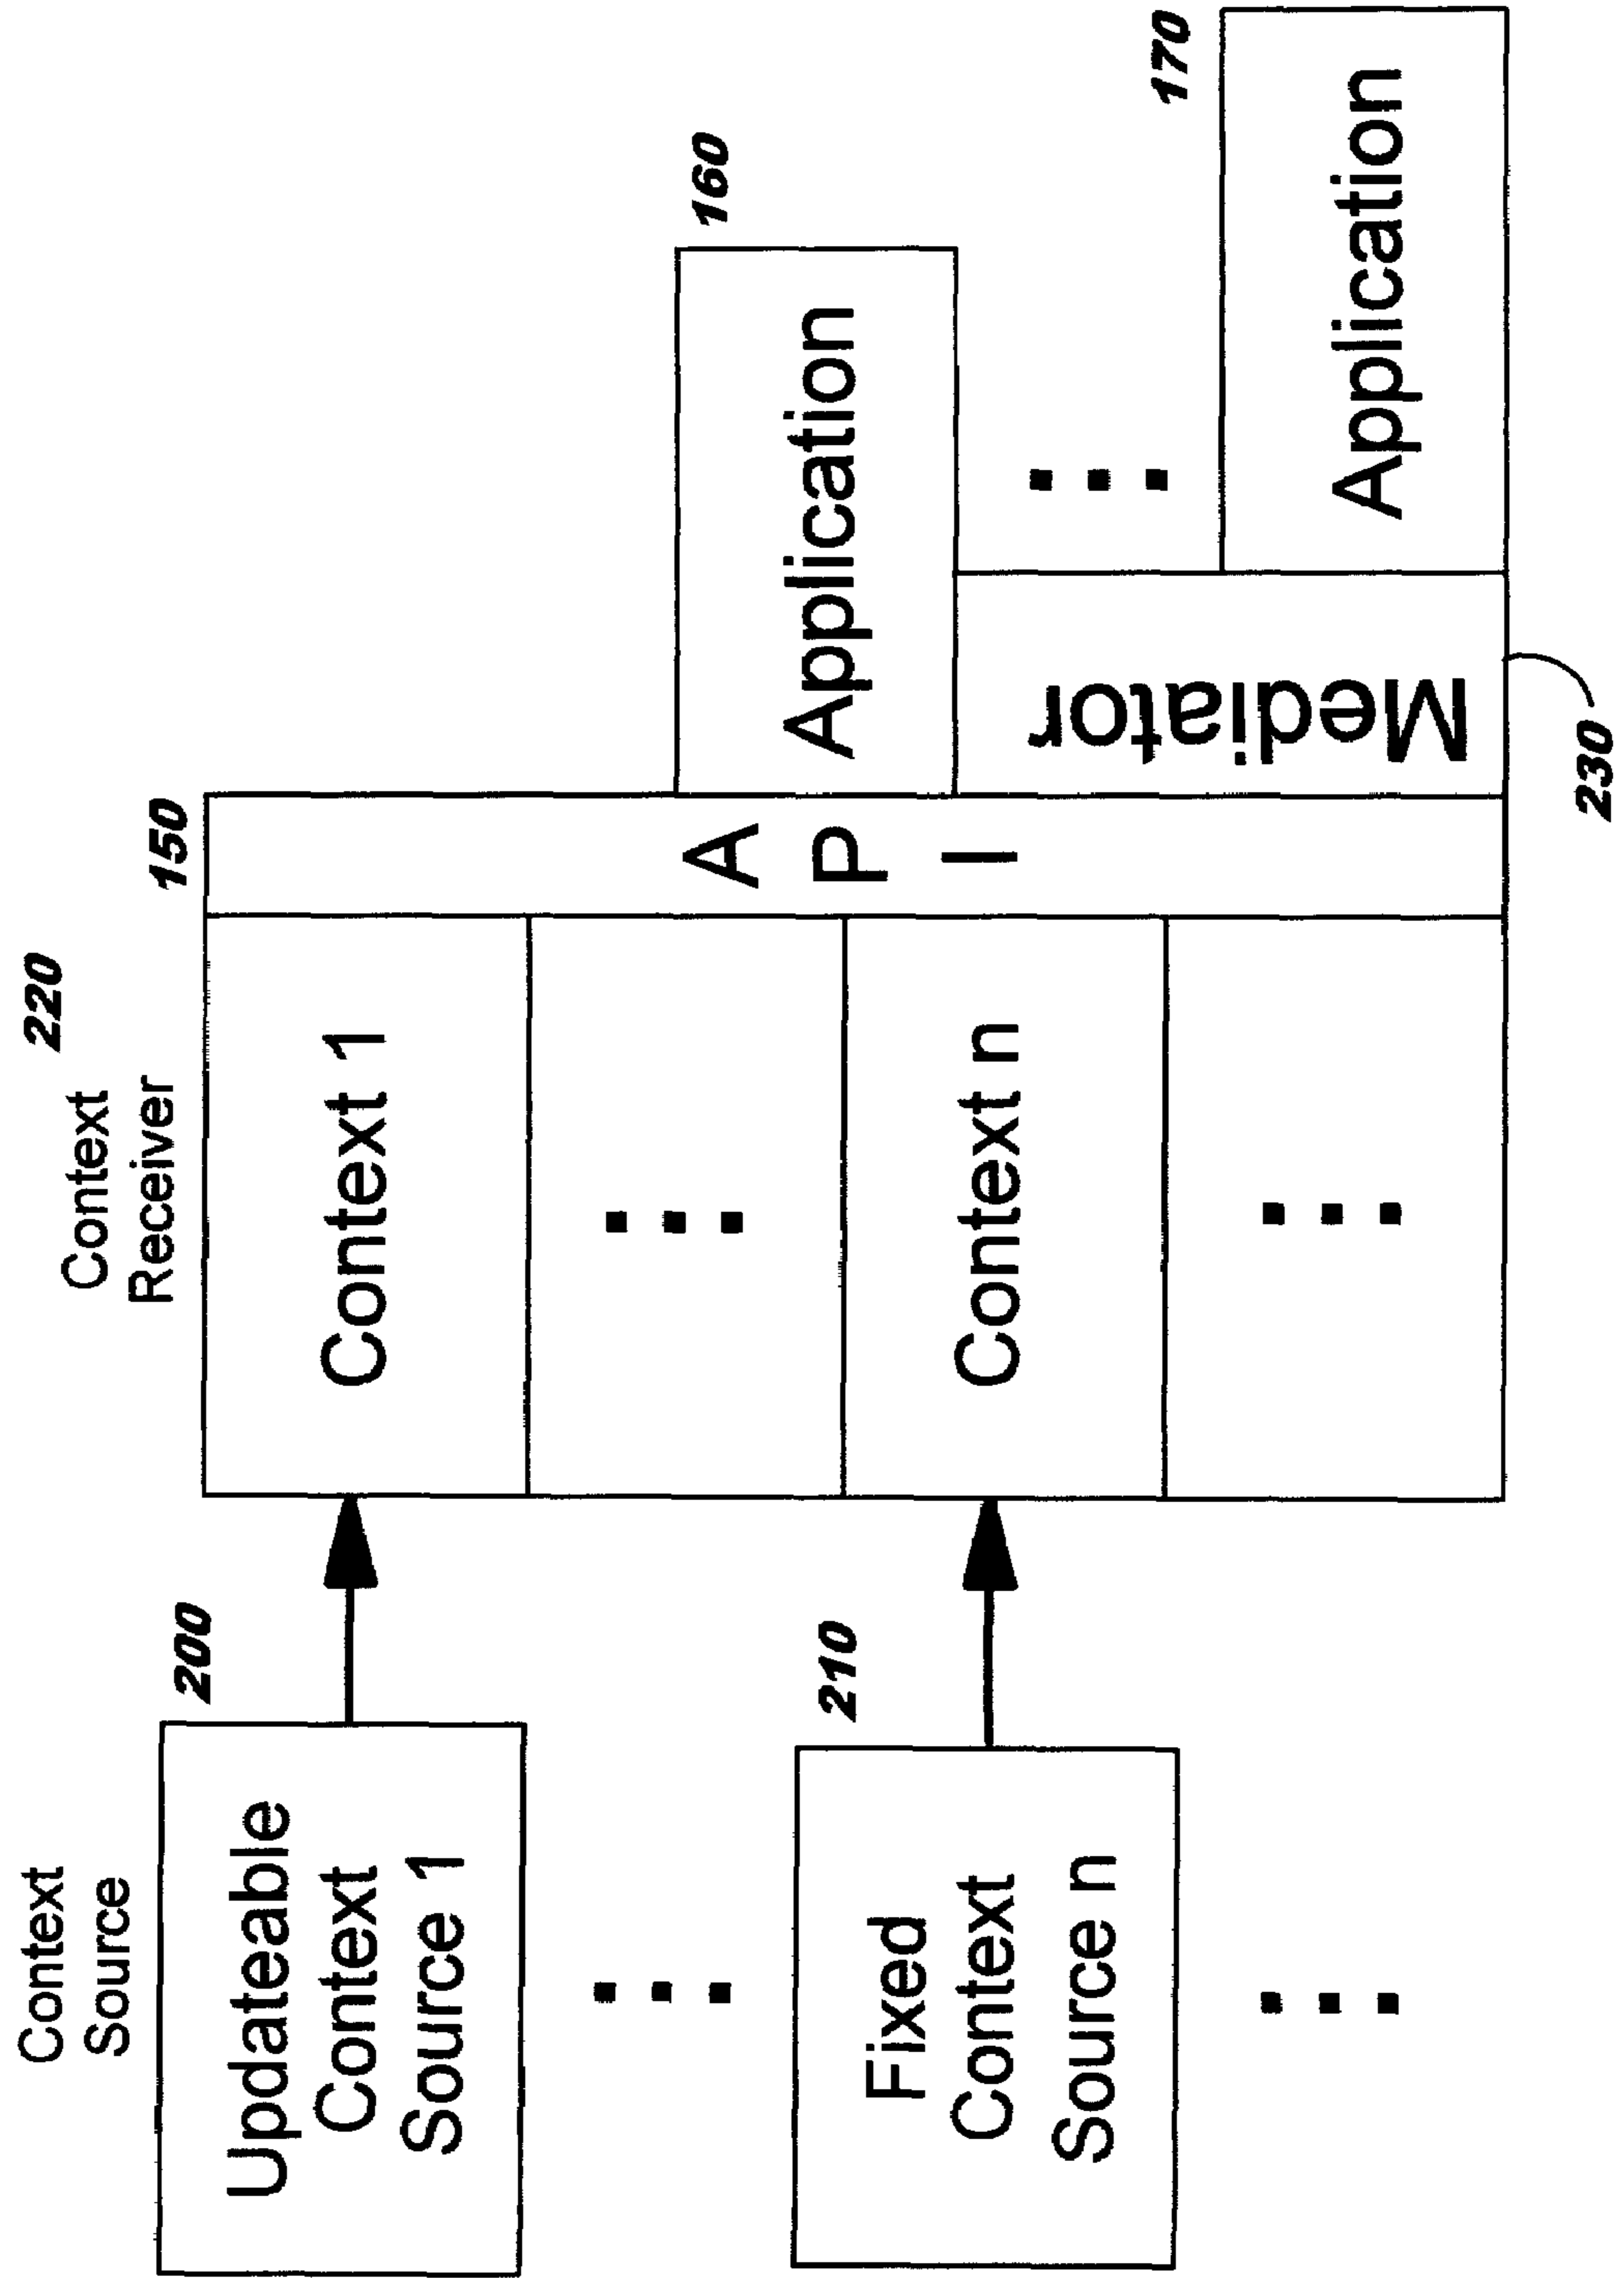 Context
Source
200
Updateable
Context
Source 1
210
Fixed
Context
Source n
Context
Receiver
220
150
Context 1
Context n
A
P
I
160
Application
Mediator
230
170
Application